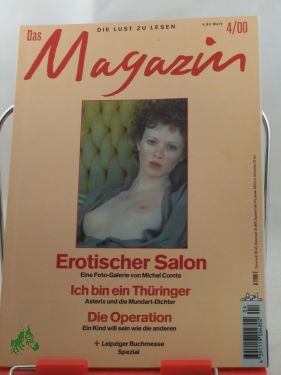 DIE LUST ZU LESEN
Das
4/00
Magazin
Erotischer Salon
Eine Foto-Galerie von Michel Comte
Ich bin ein Thüringer
Asterix und die Mundart-Dichter
Die Operation
Ein Kind will sein wie die anderen
+ Leipziger Buchmesse
Spezial